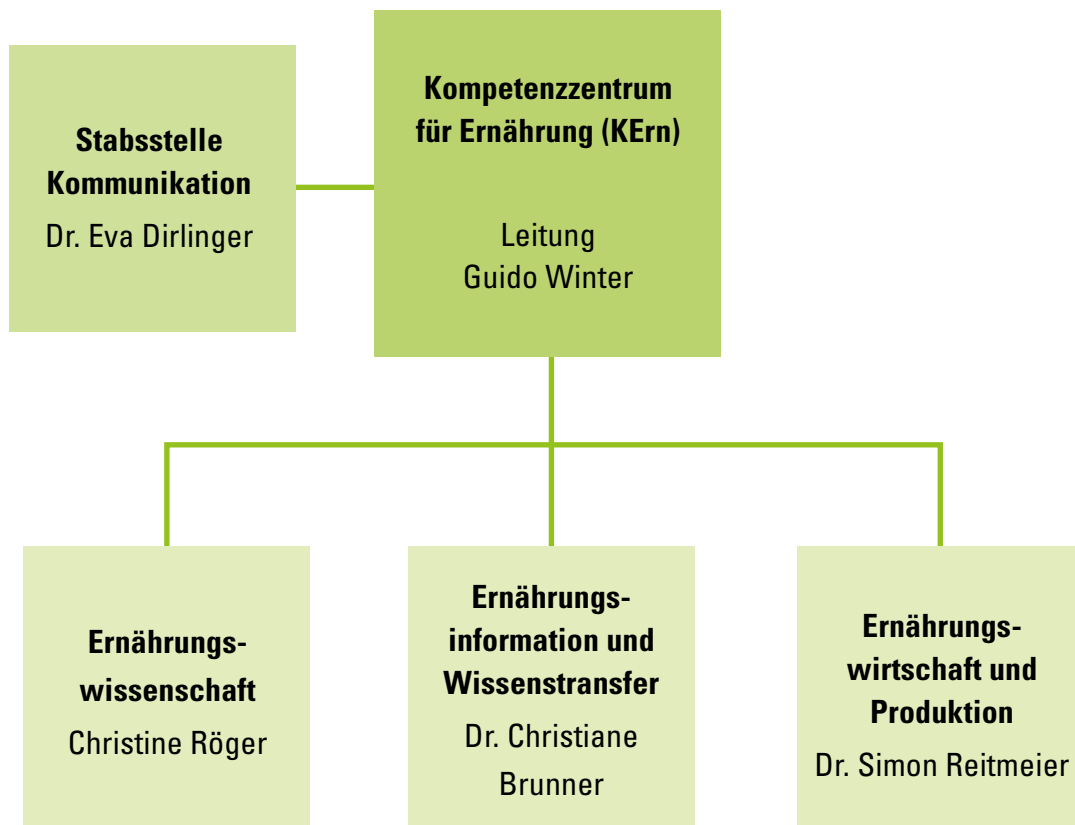 Stabsstelle
Kommunikation
Dr. Eva Dirlinger
Kompetenzzentrum
für Ernährung (KErn)
Leitung
Guido Winter
Ernährungs-
wissenschaft
Christine Röger
Ernährungs-
information und
Wissenstransfer
Dr. Christiane
Brunner
Ernährungs-
wirtschaft und
Produktion
Dr. Simon Reitmeier